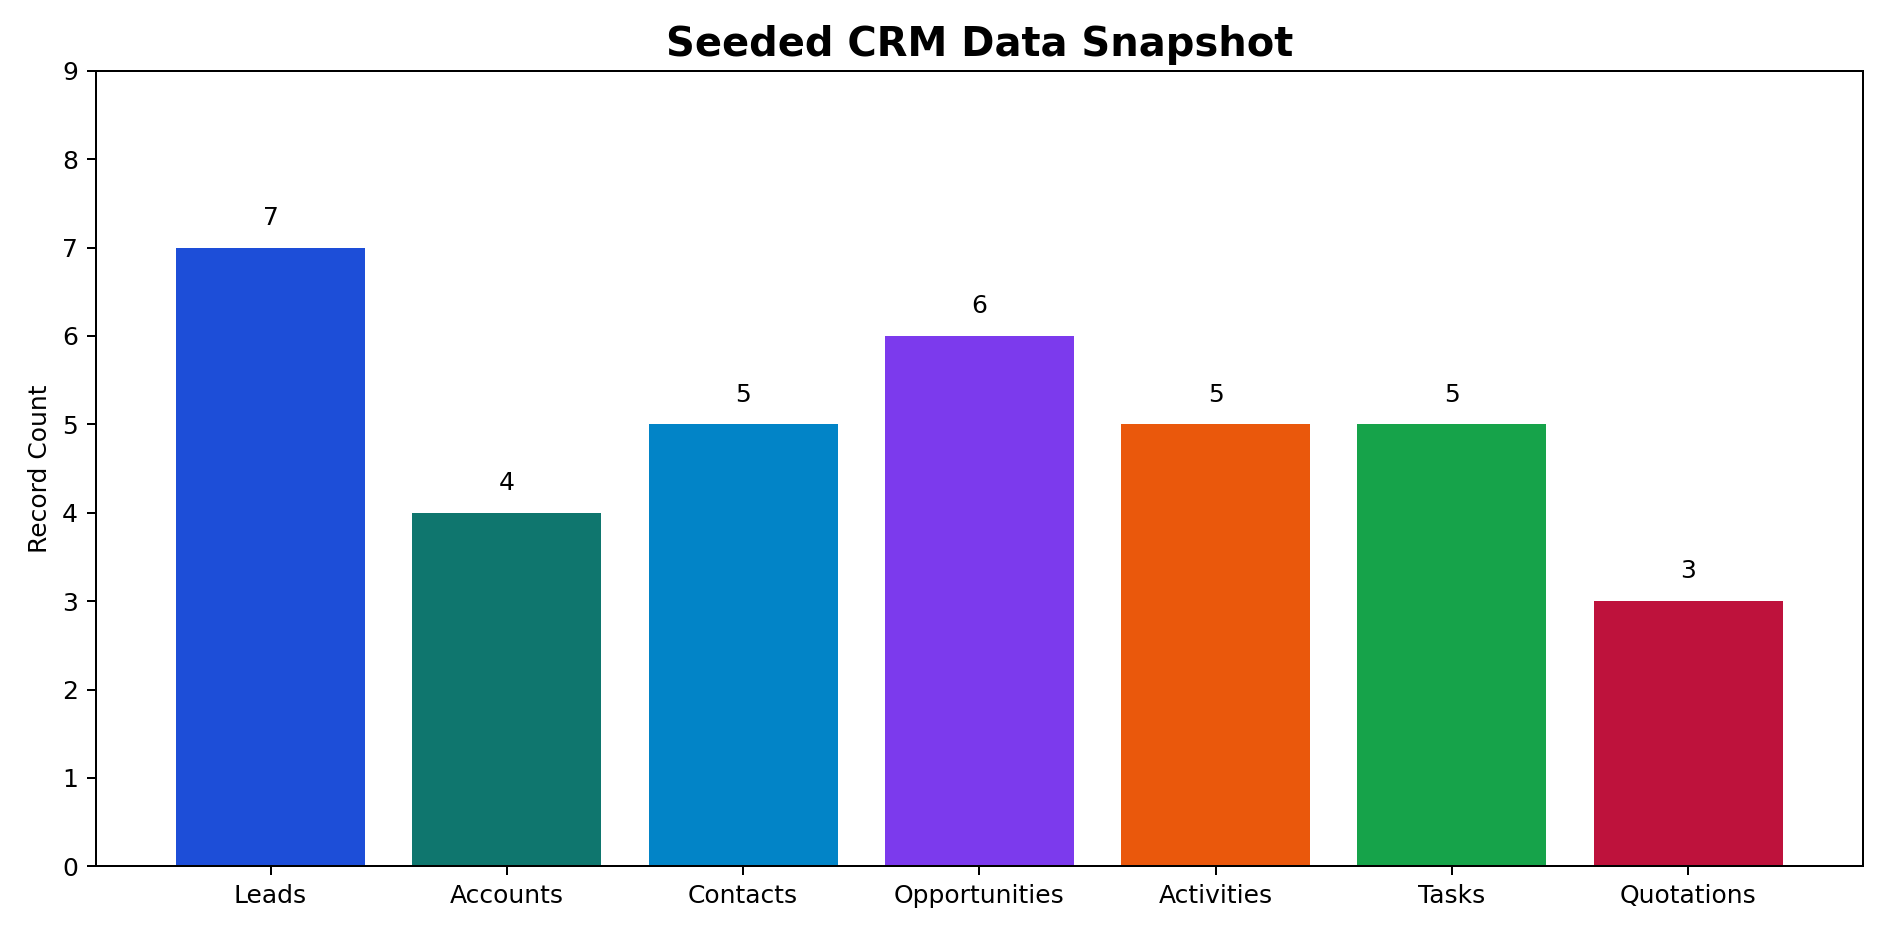 Seeded CRM Data Snapshot
9
8
7
6
5
4
3
2
1
0
Record Count
7
4
5
6
5
5
3
Leads
Accounts
Contacts
Opportunities
Activities
Tasks
Quotations